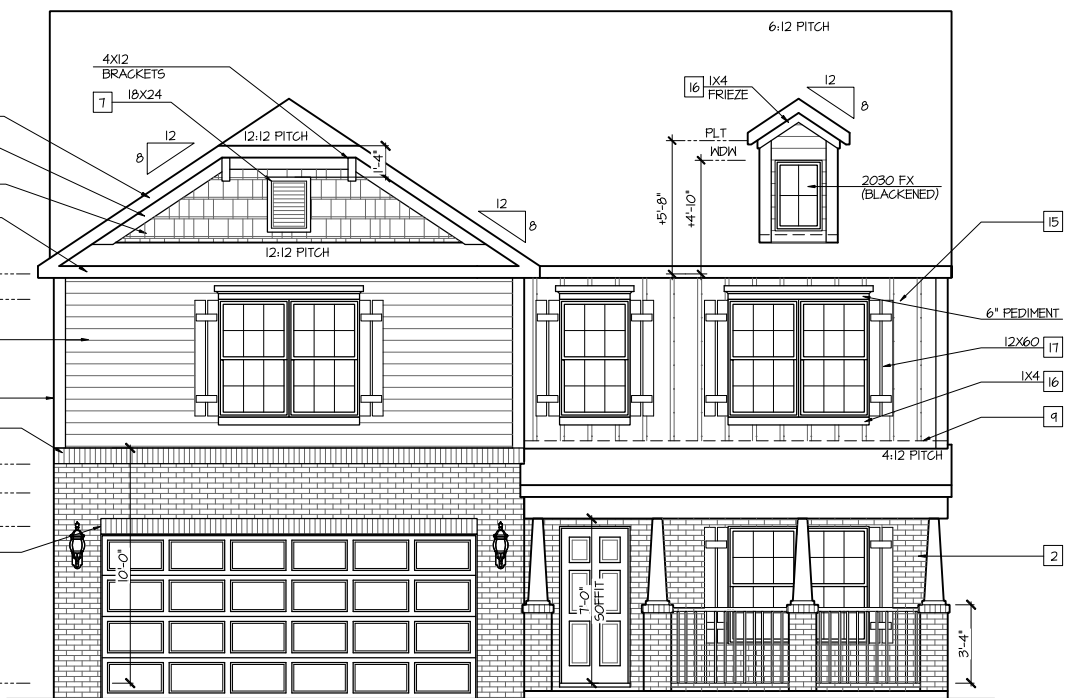 6:12 PITCH
4X12
BRACKETS
7
18X24
16
1X4
FRIEZE
12
8
12
8
12:12 PITCH
1'-4"
PLT
WDW
2030 FX
(BLACKENED)
+5'-8"
+4'-10"
12
8
15
12:12 PITCH
6" PEDIMENT
12X60
17
1X4
16
9
4:12 PITCH
10'-0"
7'-0"
SOFFIT
2
3'-4"